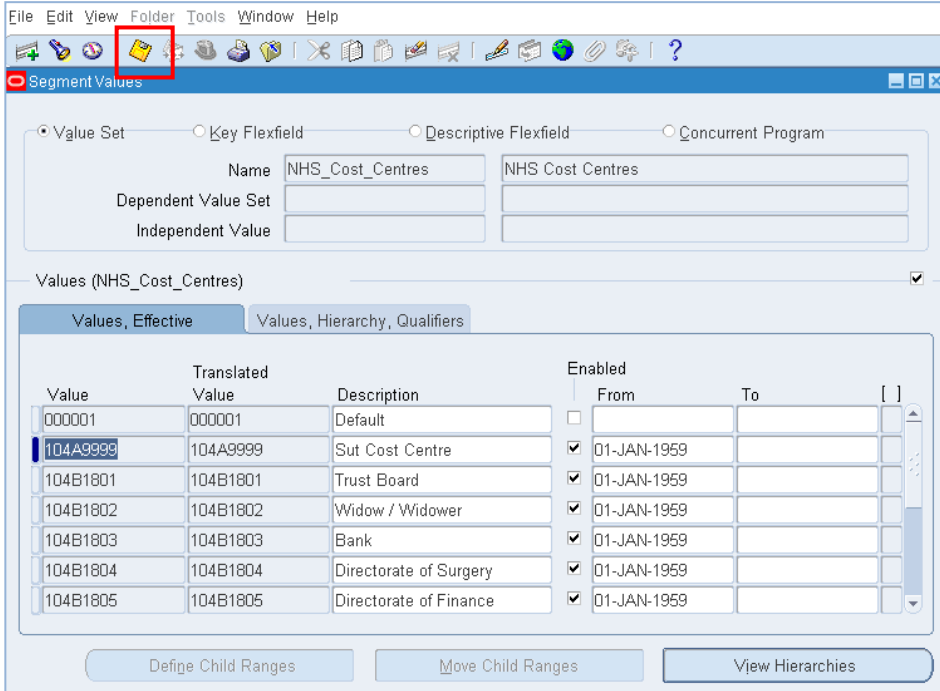 File Edit View Folder Tools Window Help
?
Segment Values
Value Set Key Flexfield Descriptive Flexfield Concurrent Program
Name NHS_Cost_Centres NHS Cost Centres
Dependent Value Set
Independent Value
Values (NHS_Cost_Centres)
Values, Effective Values, Hierarchy, Qualifiers
Translated Enabled
Value Value Description From To [ ]
000001 000001 Default
104A9999 104A9999 Sut Cost Centre 01-JAN-1959
104B1801 104B1801 Trust Board 01-JAN-1959
104B1802 104B1802 Widow / Widower 01-JAN-1959
104B1803 104B1803 Bank 01-JAN-1959
104B1804 104B1804 Directorate of Surgery 01-JAN-1959
104B1805 104B1805 Directorate of Finance 01-JAN-1959
Define Child Ranges Move Child Ranges View Hierarchies